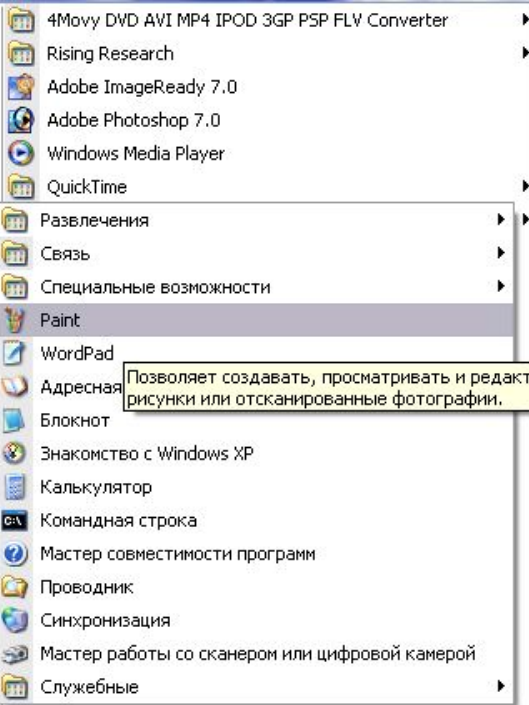 4Movy DVD AVI MP4 IPOD 3GP PSP FLV Converter
Rising Research
Adobe ImageReady 7.0
Adobe Photoshop 7.0
Windows Media Player
QuickTime
Развлечения
Связь
Специальные возможности
Paint
WordPad
Позволяет создавать, просматривать и редакт
Адресная
рисунки или отсканированные фотографии.
Блокнот
Знакомство с Windows XP
Калькулятор
Командная строка
Мастер совместимости программ
Проводник
Синхронизация
Мастер работы со сканером или цифровой камерой
Служебные